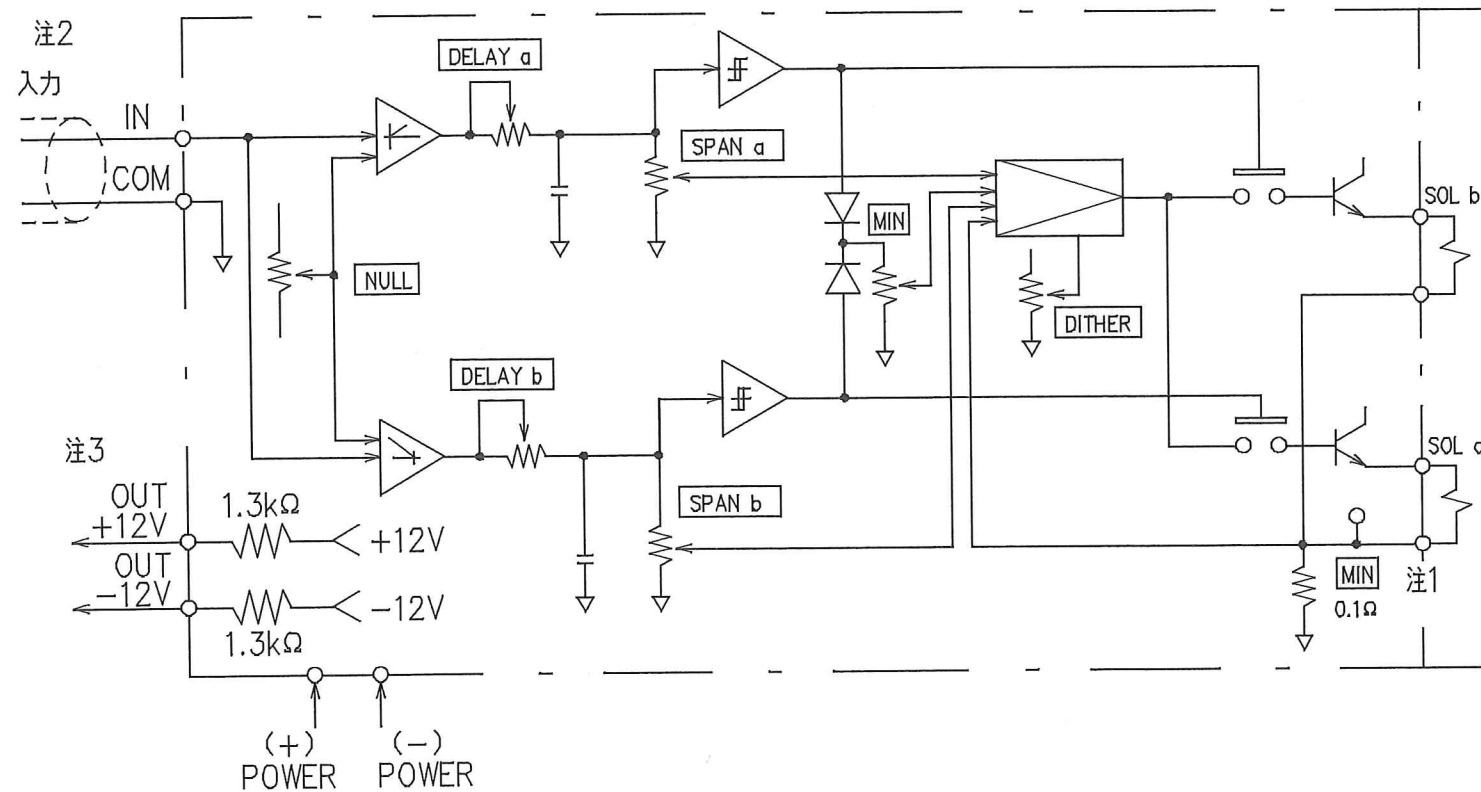 注2
入力
IN
COM
DELAY a
SPAN a
NULL
MIN
DITHER
SOL b
DELAY b
SPAN b
SOL
注3
OUT
+12V
1.3kΩ
+12V
OUT
−12V
−12V
1.3kΩ
MIN
0.1Ω
注1
(+)
POWER
(−)
POWER